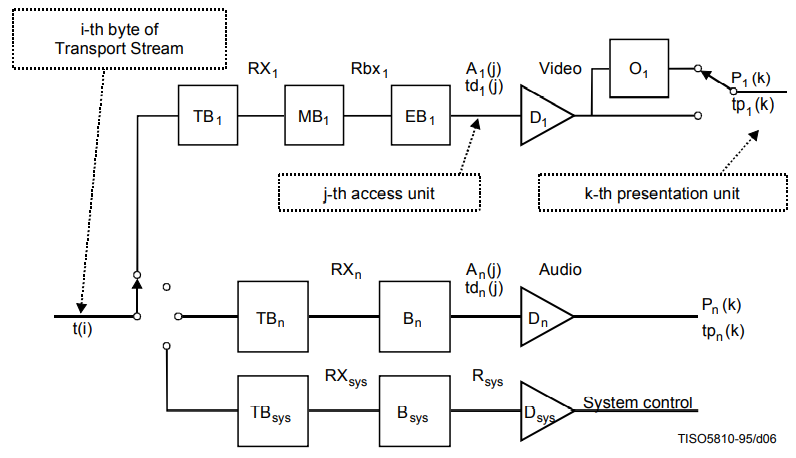 i-th byte of
Transport Stream
RX1
Rbx1
A1(j)
td1(j)
Video
O1
P1(k)
tp1(k)
TB1
MB1
EB1
D1
j-th access unit
k-th presentation unit
t(i)
RXn
An(j)
tdn(j)
Audio
TBn
Bn
Dn
Pn(k)
tpn(k)
RXsys
Rsys
TBsys
Bsys
Dsys
System control
TISO5810-95/d06